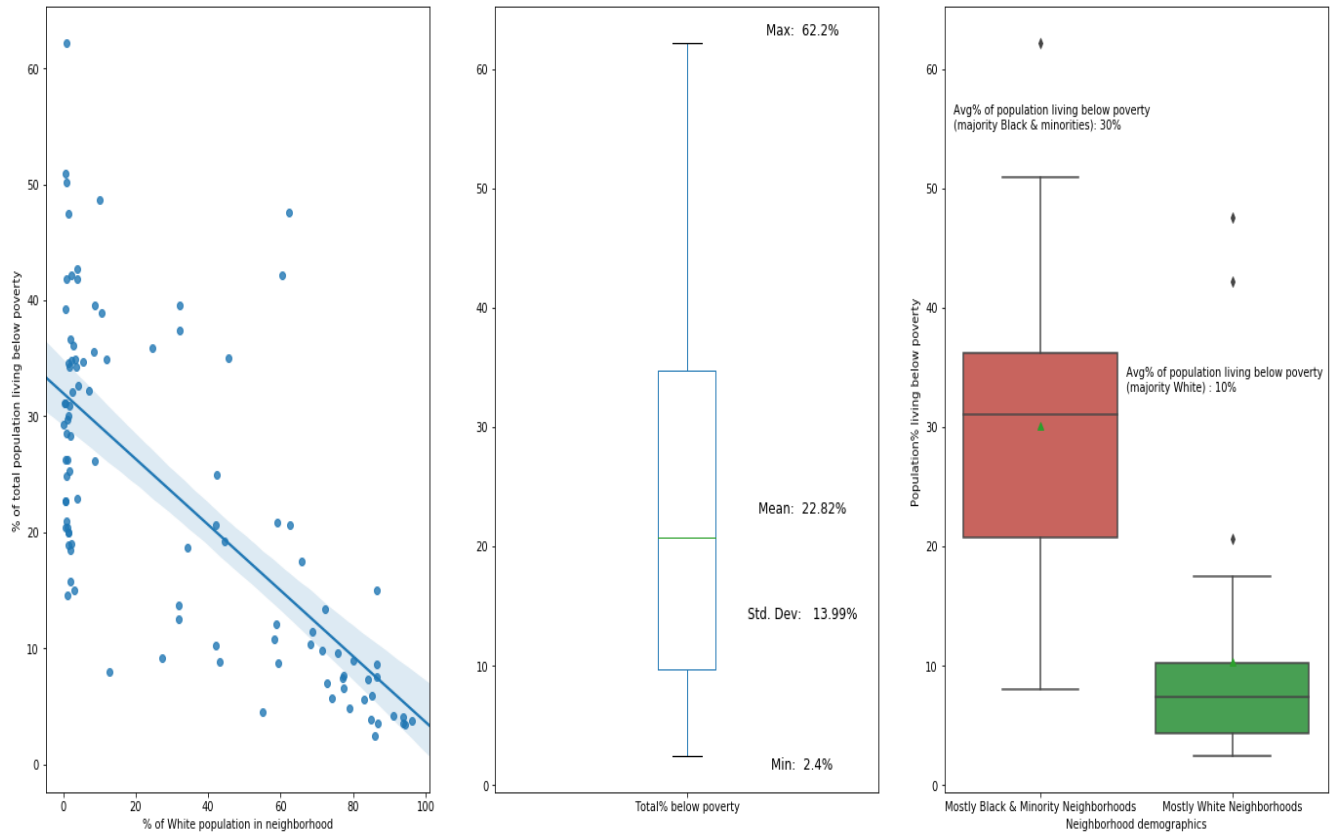 % of total population living below poverty
60
50
40
30
20
10
0
0 20 40 60 80 100
% of White population in neighborhood
60
50
40
30
20
10
0
Max: 62.2%
Mean: 22.82%
Std. Dev: 13.99%
Min: 2.4%
Total% below poverty
Population% living below poverty
60
50
40
30
20
10
0
Avg% of population living below poverty
(majority Black & minorities): 30%
Avg% of population living below poverty
(majority White) : 10%
Mostly Black & Minority Neighborhoods Mostly White Neighborhoods
Neighborhood demographics